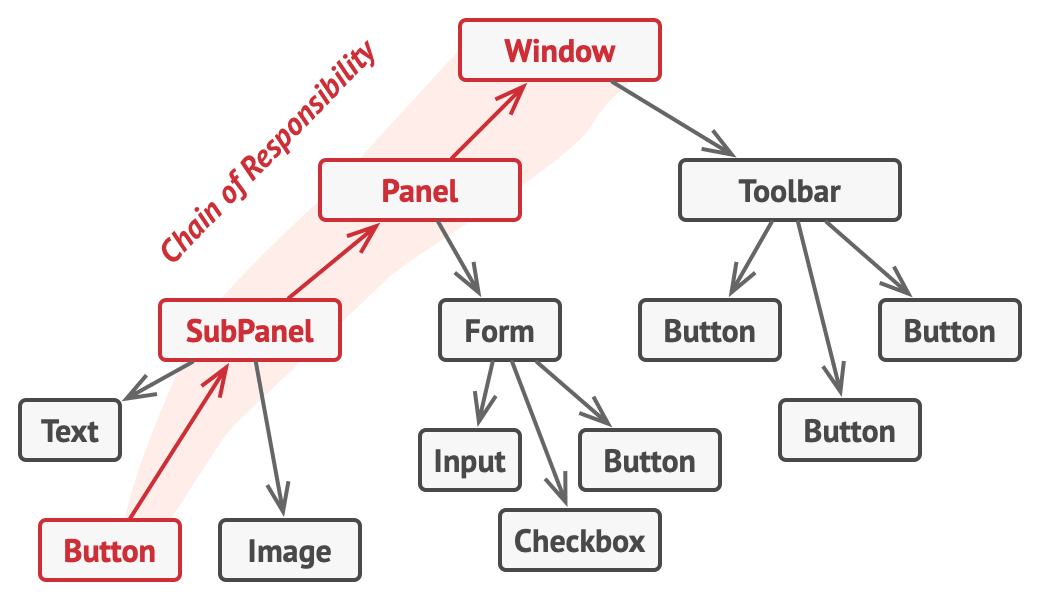 Window
Chain of Responsibility
Panel
Toolbar
SubPanel
Form
Button
Button
Text
Button
Input
Button
Checkbox
Button
Image